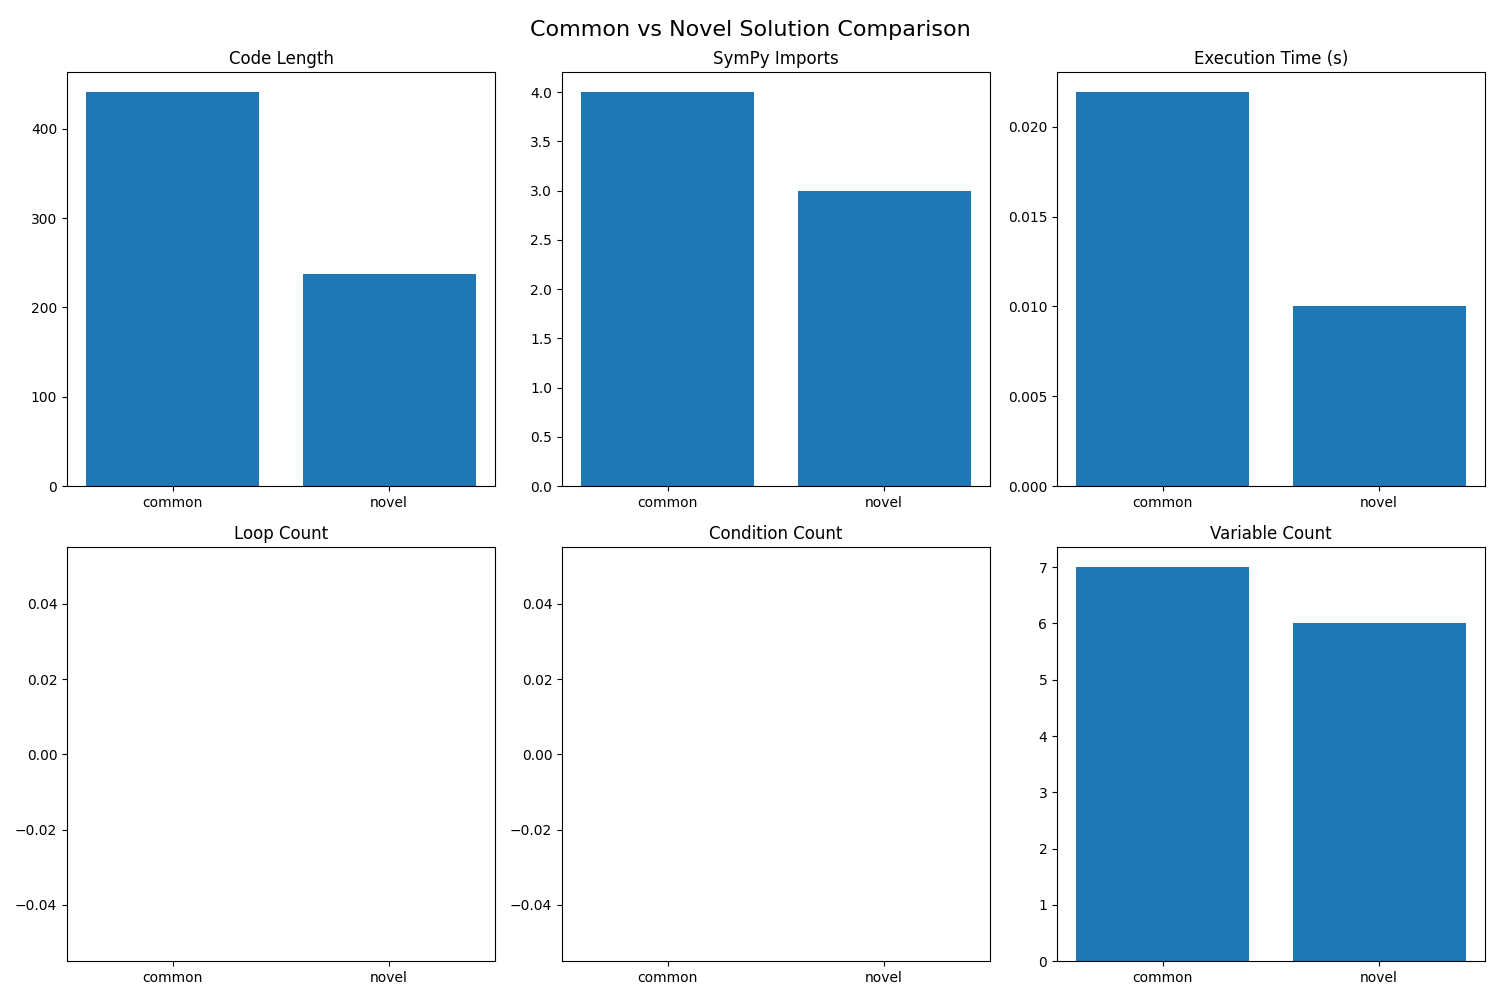 Common vs Novel Solution Comparison
Code Length
400
300
200
100
0
common novel
SymPy Imports
4.0
3.5
3.0
2.5
2.0
1.5
1.0
0.5
0.0
common novel
Execution Time (s)
0.020
0.015
0.010
0.005
0.000
common novel
Loop Count
0.04
0.02
0.00
−0.02
−0.04
common novel
Condition Count
0.04
0.02
0.00
−0.02
−0.04
common novel
Variable Count
7
6
5
4
3
2
1
0
common novel